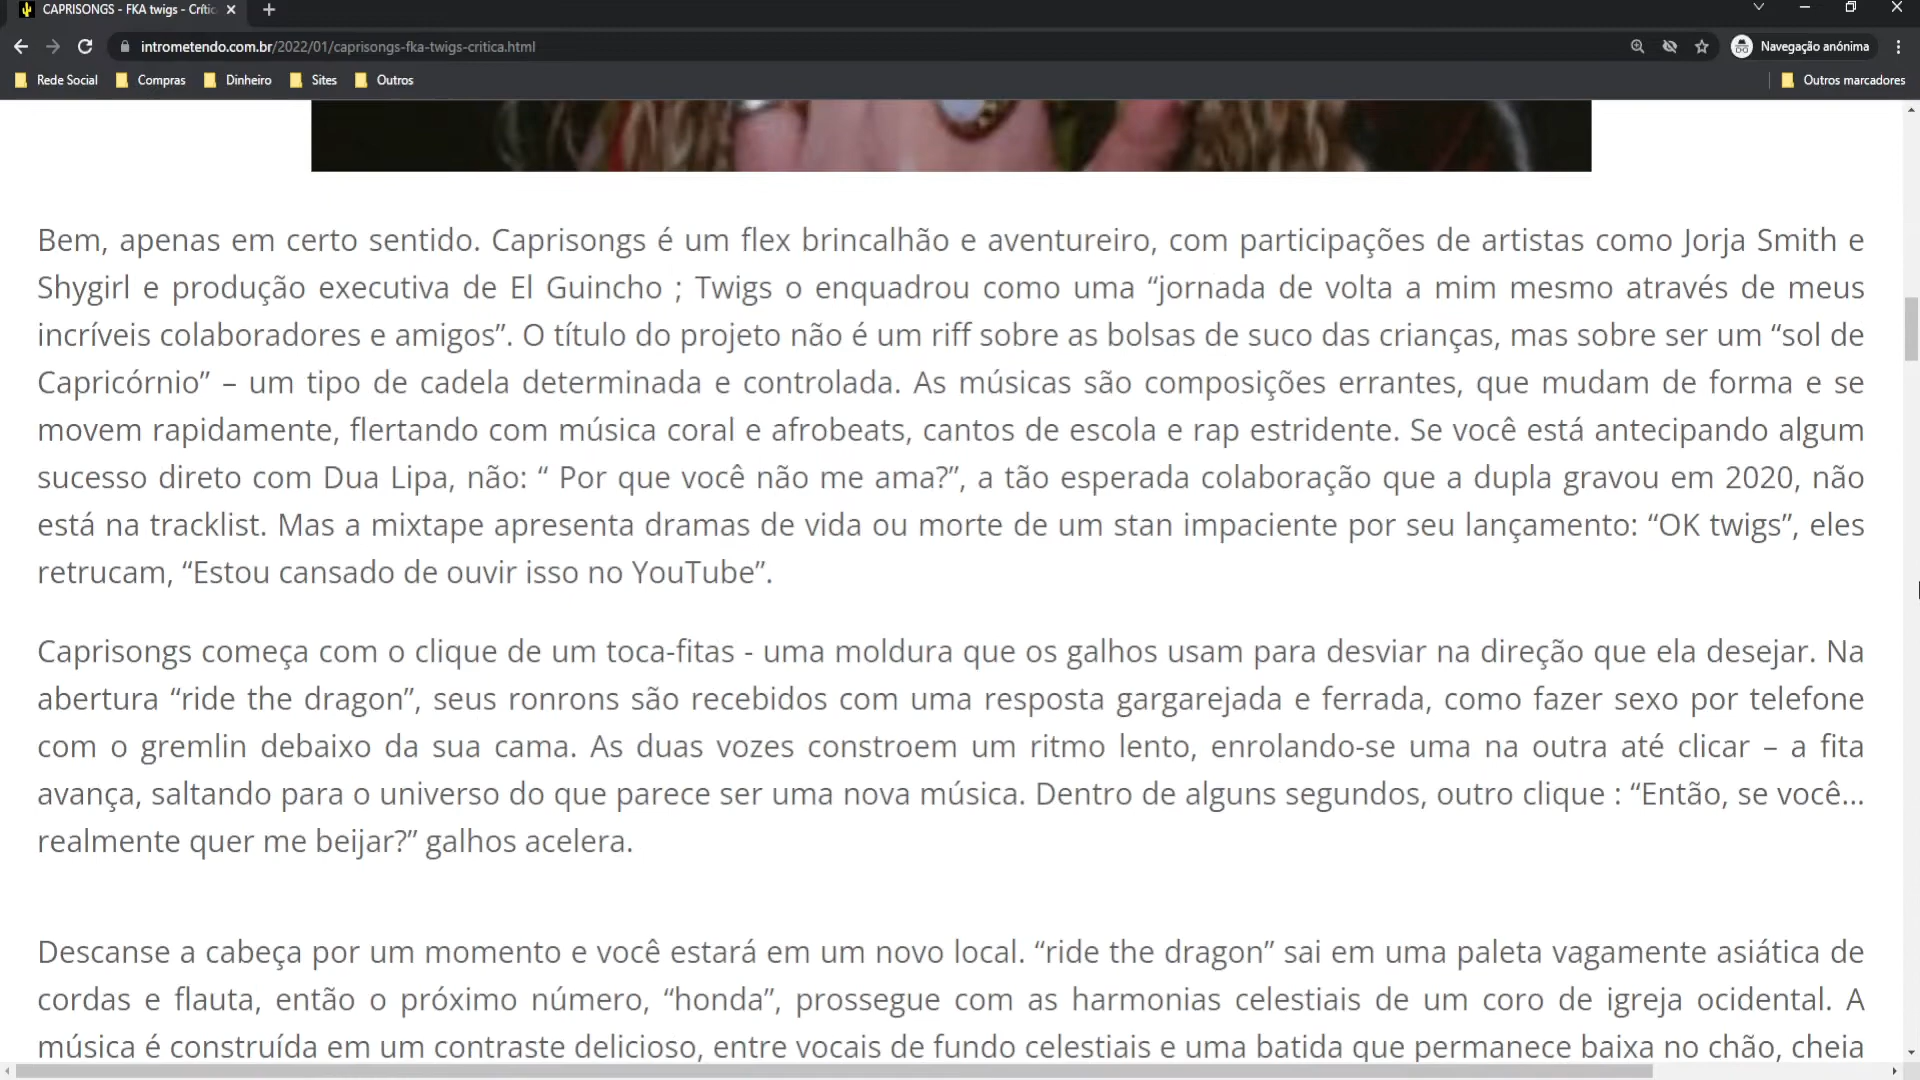 CAPRISONGS - FKA twigs - Crític
intrometendo.com.br/2022/01/caprisongs-fka-twigs-critica.html
Navegação anónima
Rede Social Compras Dinheiro Sites Outros Outros marcadores
Bem, apenas em certo sentido. Caprisongs é um flex brincalhão e aventureiro, com participações de artistas como Jorja Smith e
Shygirl e produção executiva de El Guincho ; Twigs o enquadrou como uma “jornada de volta a mim mesmo através de meus
incríveis colaboradores e amigos”. O título do projeto não é um riff sobre as bolsas de suco das crianças, mas sobre ser um “sol de
Capricórnio” – um tipo de cadela determinada e controlada. As músicas são composições errantes, que mudam de forma e se
movem rapidamente, flertando com música coral e afrobeats, cantos de escola e rap estridente. Se você está antecipando algum
sucesso direto com Dua Lipa, não: “ Por que você não me ama?”, a tão esperada colaboração que a dupla gravou em 2020, não
está na tracklist. Mas a mixtape apresenta dramas de vida ou morte de um stan impaciente por seu lançamento: “OK twigs”, eles
retrucam, “Estou cansado de ouvir isso no YouTube”.
Caprisongs começa com o clique de um toca-fitas - uma moldura que os galhos usam para desviar na direção que ela desejar. Na
abertura “ride the dragon”, seus ronrons são recebidos com uma resposta gargarejada e ferrada, como fazer sexo por telefone
com o gremlin debaixo da sua cama. As duas vozes constroem um ritmo lento, enrolando-se uma na outra até clicar – a fita
avança, saltando para o universo do que parece ser uma nova música. Dentro de alguns segundos, outro clique : “Então, se você...
realmente quer me beijar?” galhos acelera.
Descanse a cabeça por um momento e você estará em um novo local. “ride the dragon” sai em uma paleta vagamente asiática de
cordas e flauta, então o próximo número, “honda”, prossegue com as harmonias celestiais de um coro de igreja ocidental. A
música é construída em um contraste delicioso, entre vocais de fundo celestiais e uma batida que permanece baixa no chão, cheia